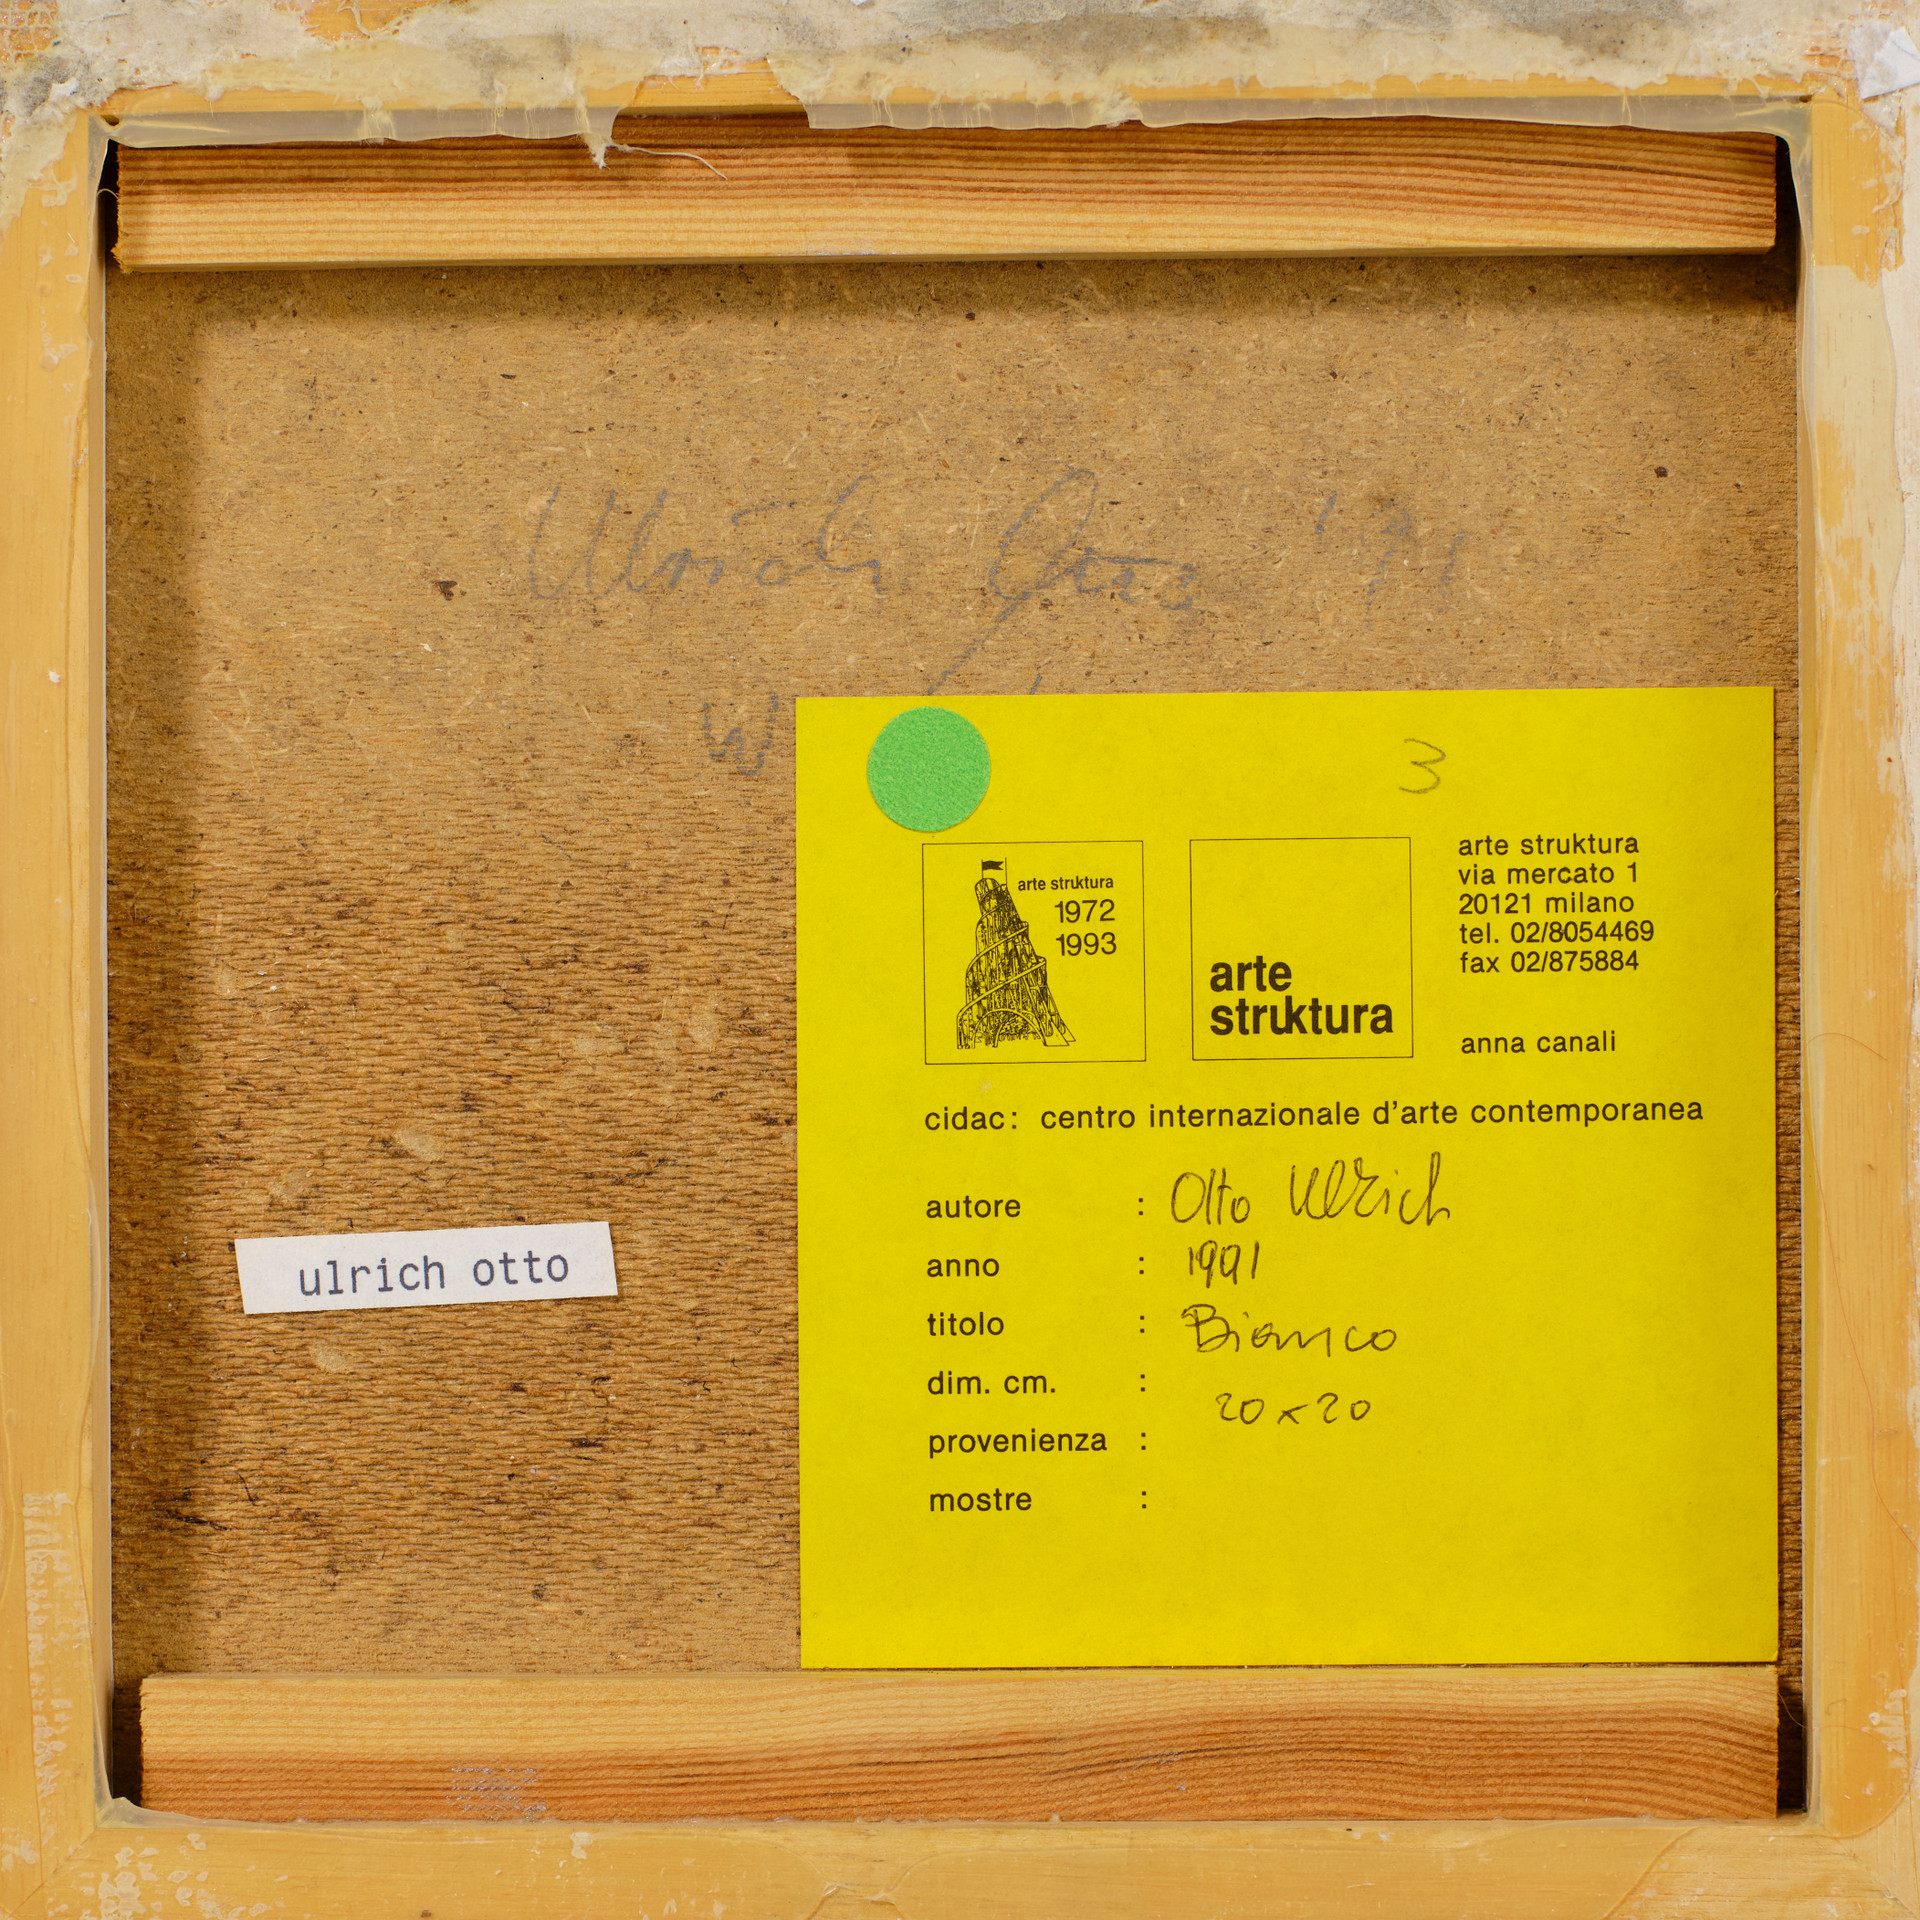 Ulrich Otto '91
3
arte struktura
1972
1993
arte
struktura
arte struktura
via mercato 1
20121 milano
tel. 02/8054469
fax 02/875884
anna canali
cidac: centro internazionale d'arte contemporanea
autore : Otto Ulrich
anno : 1991
titolo : Bianco
dim. cm. : 20x20
provenienza :
mostre :
ulrich otto